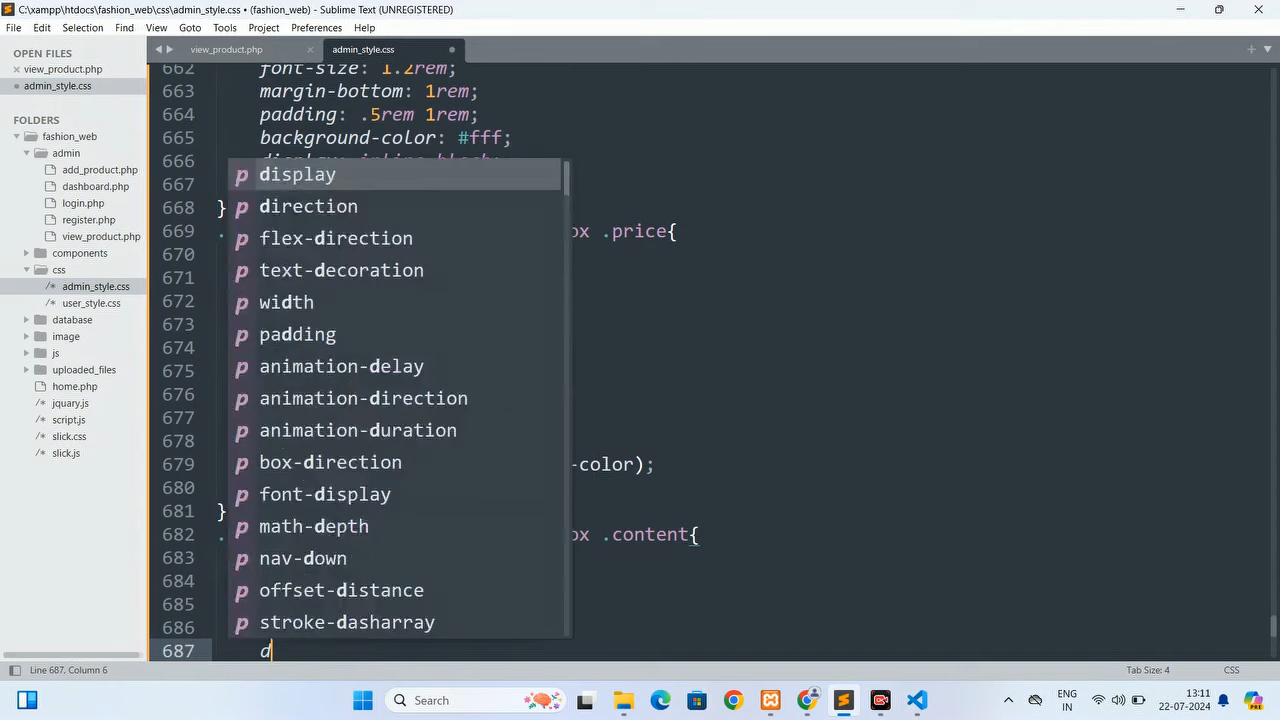 C:\xampp\htdocs\fashion_web\css\admin_style.css • (fashion_web) - Sublime Text (UNREGISTERED)
File Edit Selection Find View Goto Tools Project Preferences Help
OPEN FILES
view_product.php
admin_style.css
FOLDERS
fashion_web
admin
add_product.php
dashboard.php
login.php
register.php
view_product.php
components
css
/* admin_style.css
/* user_style.css
database
image
js
uploaded_files
home.php
/* jquary.js
/* script.js
/* slick.css
/* slick.js
view_product.php
admin_style.css
662 font-size: 1.2rem;
663 margin-bottom: 1rem;
664 padding: .5rem 1rem;
665 background-color: #fff;
666 display: inline-block;
667
668 }
669 . ox .price{
670
671
672
673
674
675
676
677
678
679 -color);
680
681 }
682 . ox .content{
683
684
685
686
687 d
p display
p direction
p flex-direction
p text-decoration
p width
p padding
p animation-delay
p animation-direction
p animation-duration
p box-direction
p font-display
p math-depth
p nav-down
p offset-distance
p stroke-dasharray
Line 687, Column 6
Tab Size: 4
CSS
Search
ENG
IN
13:11
22-07-2024